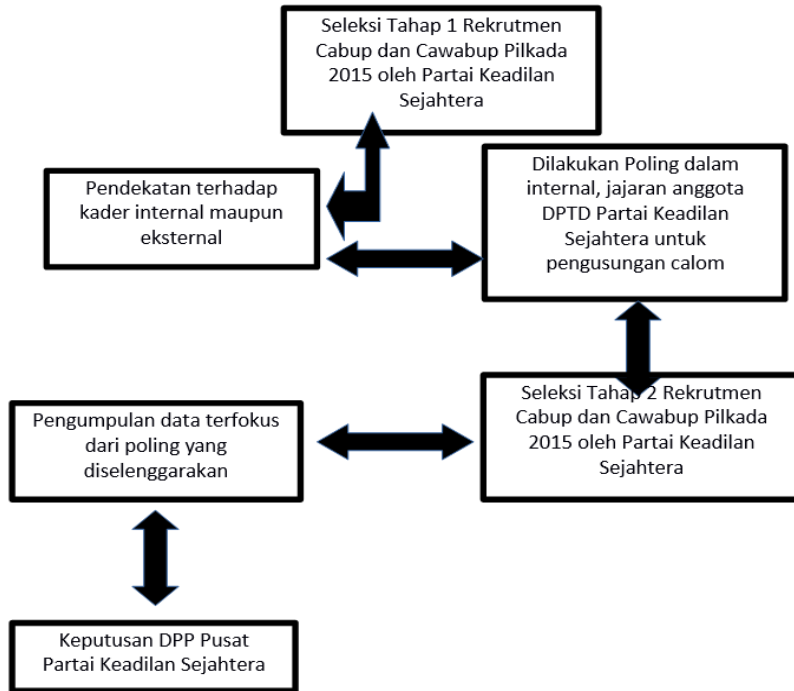 Seleksi Tahap 1 Rekrutmen
Cabup dan Cawabup Pilkada
2015 oleh Partai Keadilan
Sejahtera
Pendekatan terhadap
kader internal maupun
eksternal
Dilakukan Poling dalam
internal, jajaran anggota
DPTD Partai Keadilan
Sejahtera untuk
pengusungan calom
Seleksi Tahap 2 Rekrutmen
Cabup dan Cawabup Pilkada
2015 oleh Partai Keadilan
Sejahtera
Pengumpulan data terfokus
dari poling yang
diselenggarakan
Keputusan DPP Pusat
Partai Keadilan Sejahtera